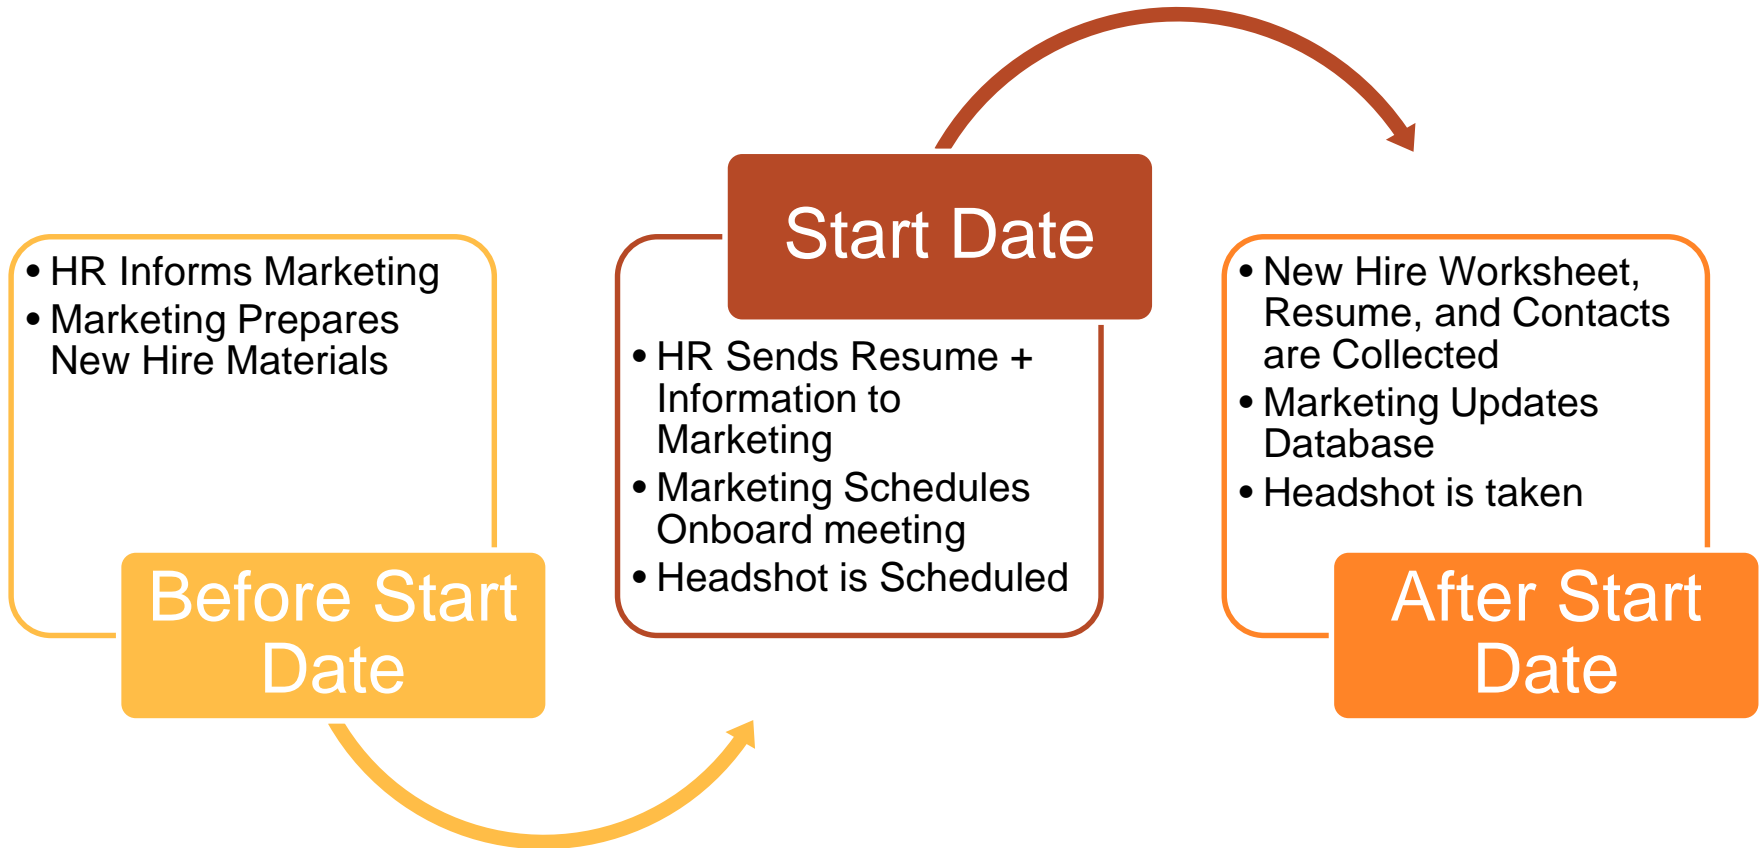 • HR Informs Marketing
• Marketing Prepares
New Hire Materials
Before Start
Date
Start Date
• HR Sends Resume +
Information to
Marketing
• Marketing Schedules
Onboard meeting
• Headshot is Scheduled
• New Hire Worksheet,
Resume, and Contacts
are Collected
• Marketing Updates
Database
• Headshot is taken
After Start
Date